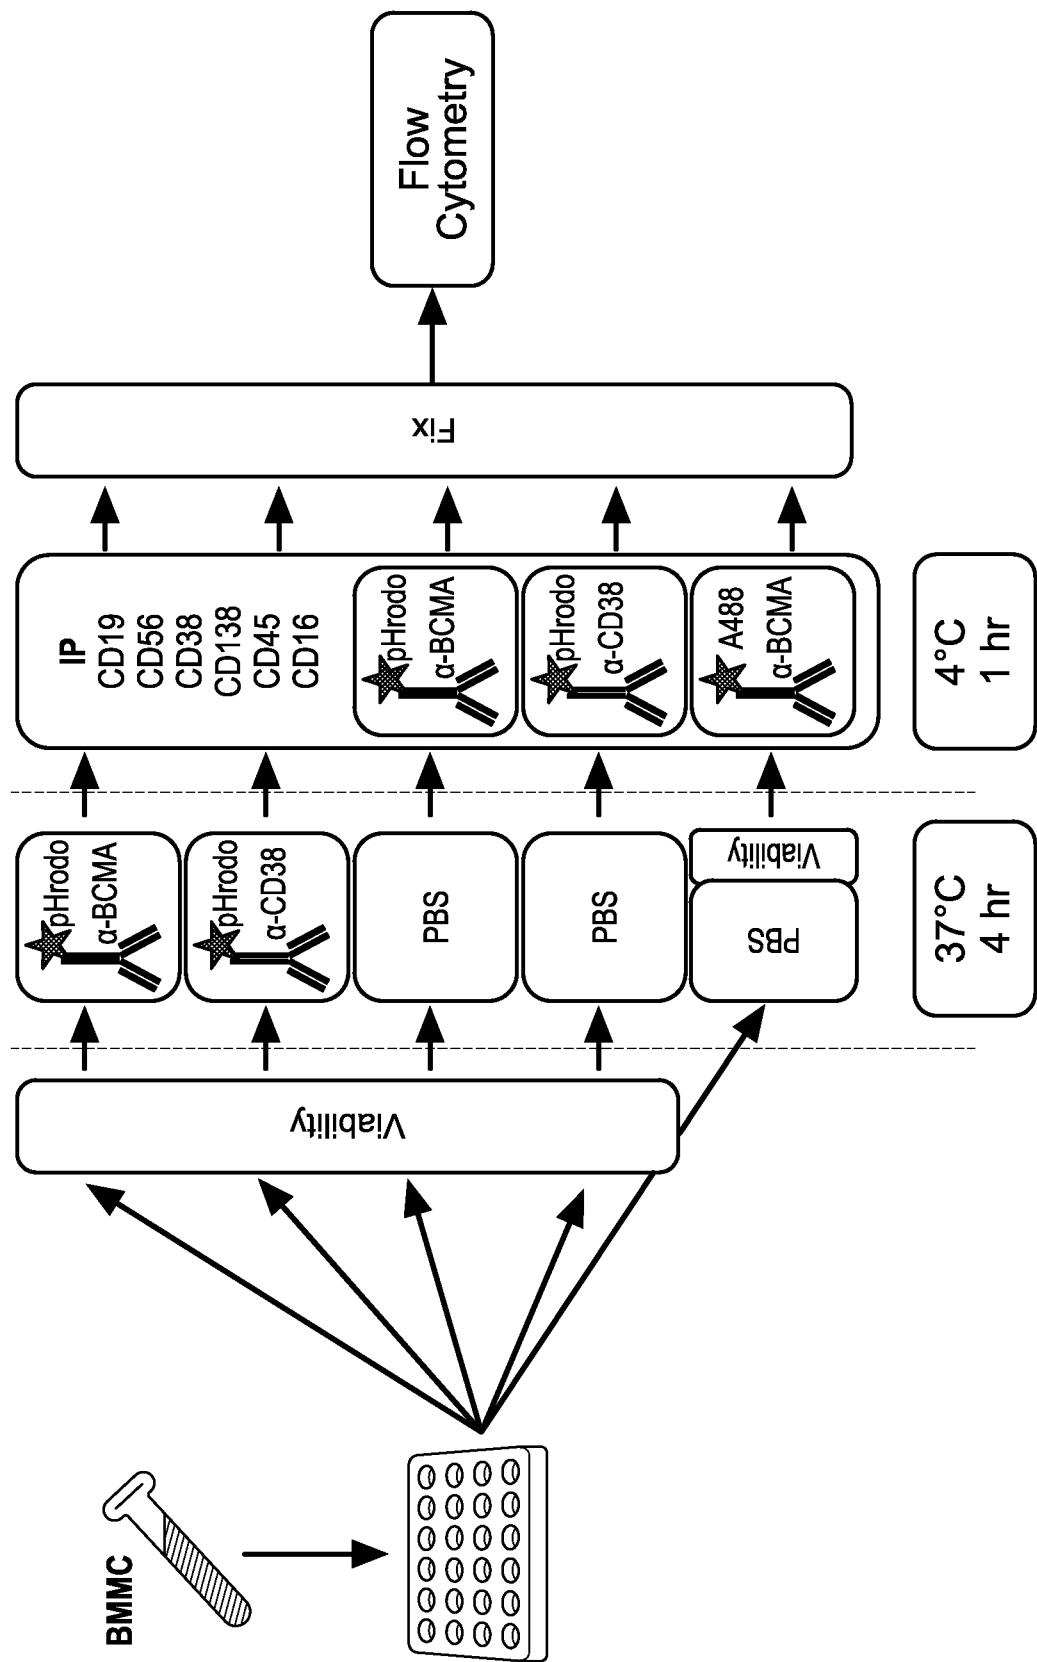 BMMC
Viability
pHrodo
α-BCMA
pHrodo
α-CD38
PBS
PBS
PBS
Viability
37°C
4 hr
IP
CD19
CD56
CD38
CD138
CD45
CD16
pHrodo
α-BCMA
pHrodo
α-CD38
A488
α-BCMA
4°C
1 hr
Fix
Flow
Cytometry